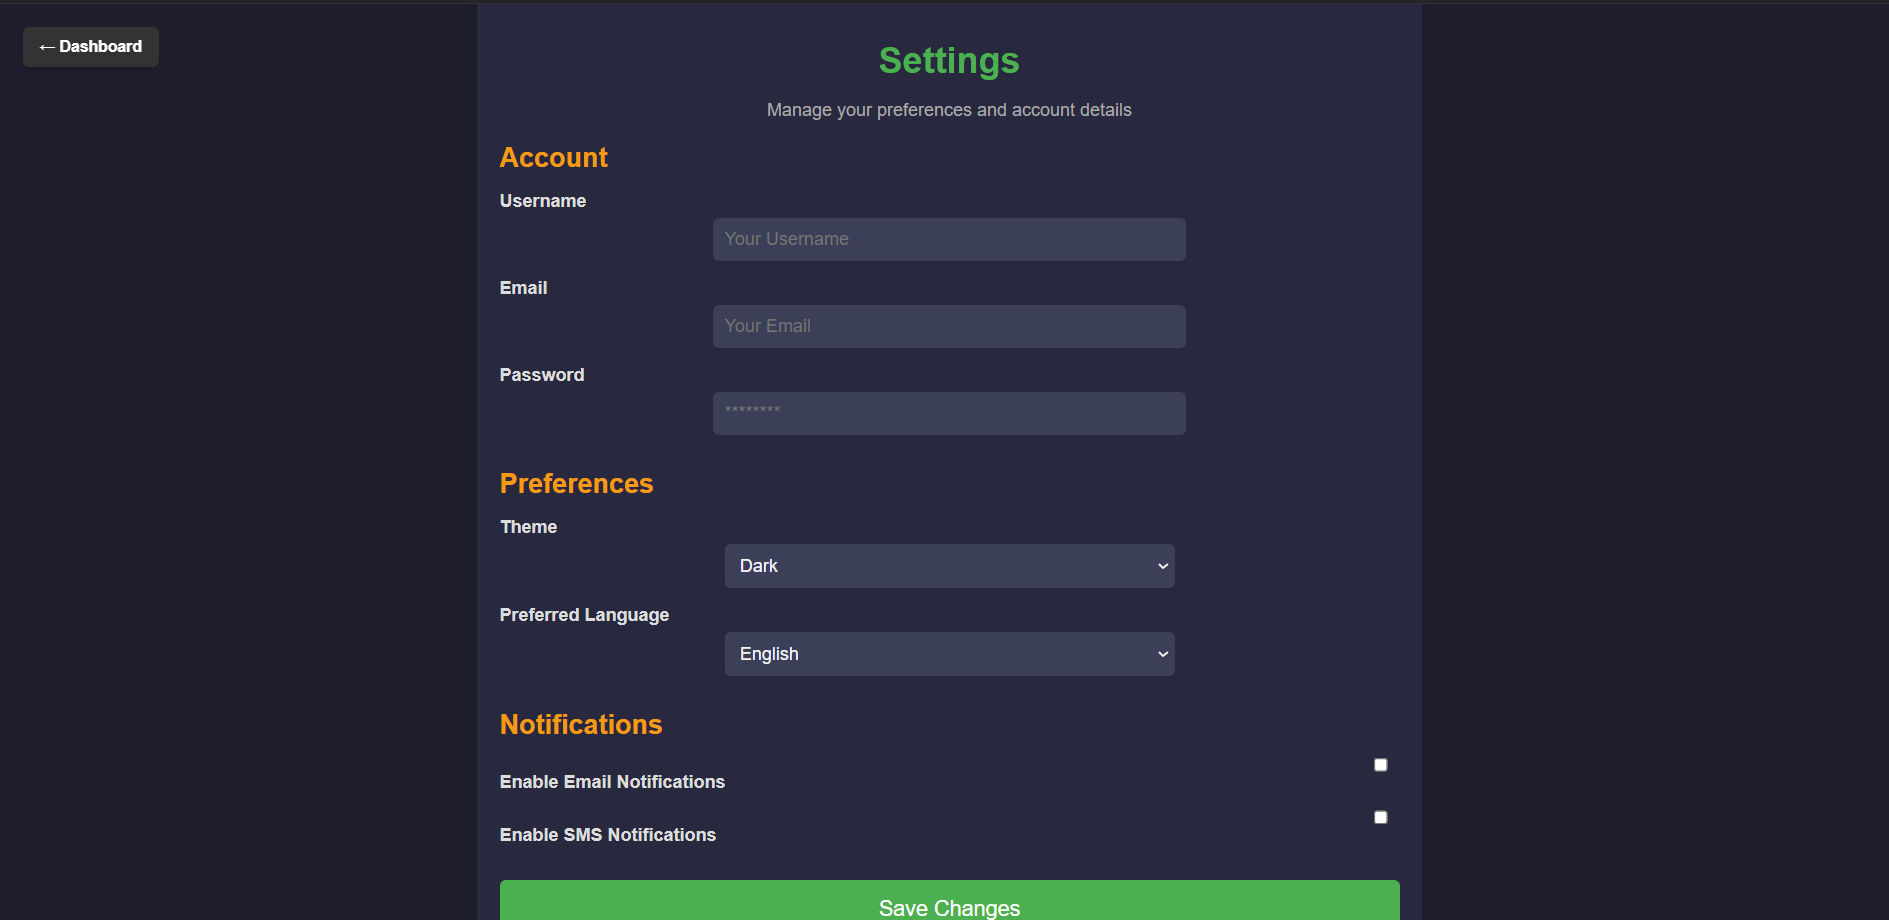 ← Dashboard
Settings
Manage your preferences and account details
Account
Username
Your Username
Email
Your Email
Password
********
Preferences
Theme
Dark
Preferred Language
English
Notifications
Enable Email Notifications
Enable SMS Notifications
Save Changes